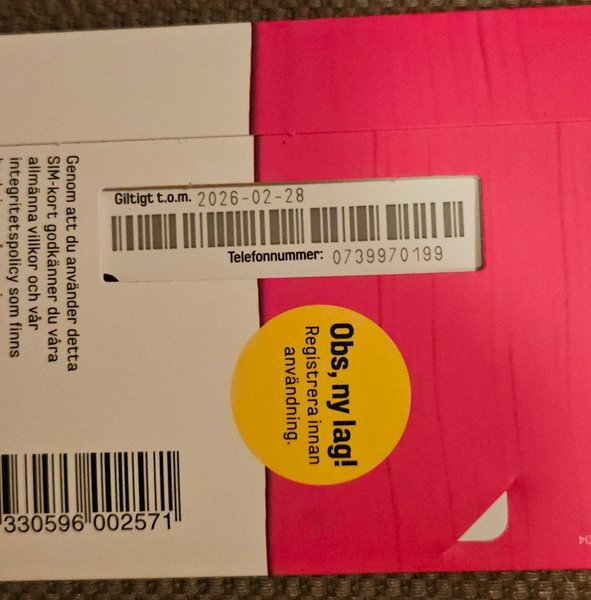 Giltigt t.o.m. 2026-02-28
Telefonnummer: 0739970199
Genom att du använder detta
SIM-kort godkänner du våra
allmänna villkor och vår
integritetspolicy som finns
Obs, ny lag!
Registrera innan
användning.
330596 002571
04